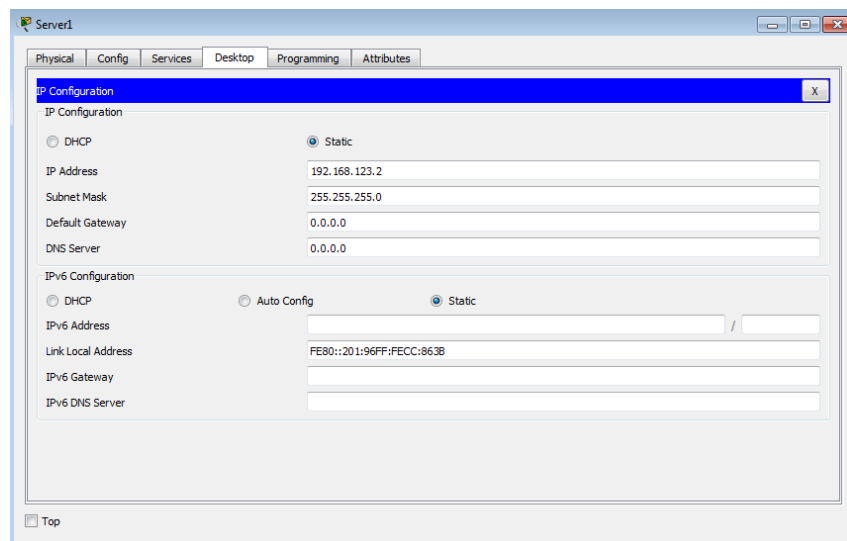 Server1
Physical Config Services Desktop Programming Attributes
IP Configuration X
IP Configuration
DHCP Static
IP Address 192.168.123.2
Subnet Mask 255.255.255.0
Default Gateway 0.0.0.0
DNS Server 0.0.0.0
IPv6 Configuration
DHCP Auto Config Static
IPv6 Address /
Link Local Address FE80::201:96FF:FECC:863B
IPv6 Gateway
IPv6 DNS Server
Top